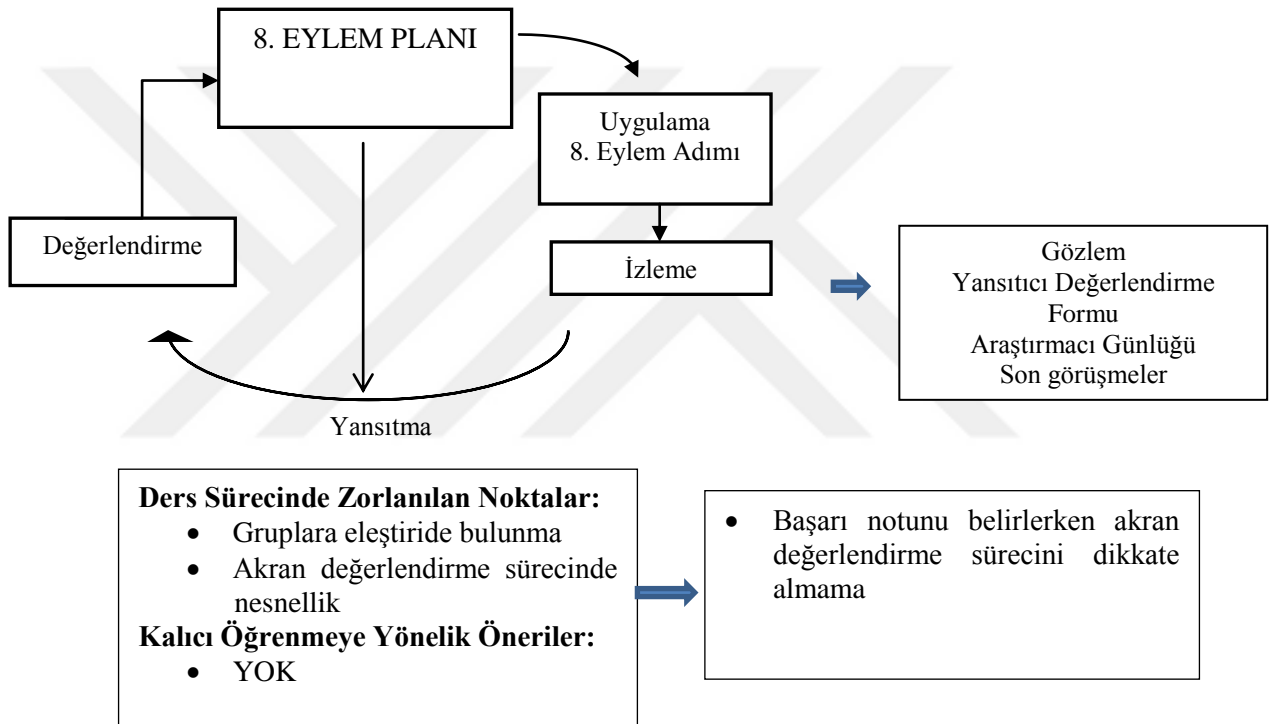 8. EYLEM PLANI
Uygulama
8. Eylem Adımı
Değerlendirme
İzleme
Gözlem
Yansıtıcı Değerlendirme
Formu
Araştırmacı Günlüğü
Son görüşmeler
Yansıtma
Ders Sürecinde Zorlanılan Noktalar:
• Gruplara eleştiride bulunma
• Akran değerlendirme sürecinde
nesnellik
Kalıcı Öğrenmeye Yönelik Öneriler:
• YOK
• Başarı notunu belirlerken akran
değerlendirme sürecini dikkate
almama